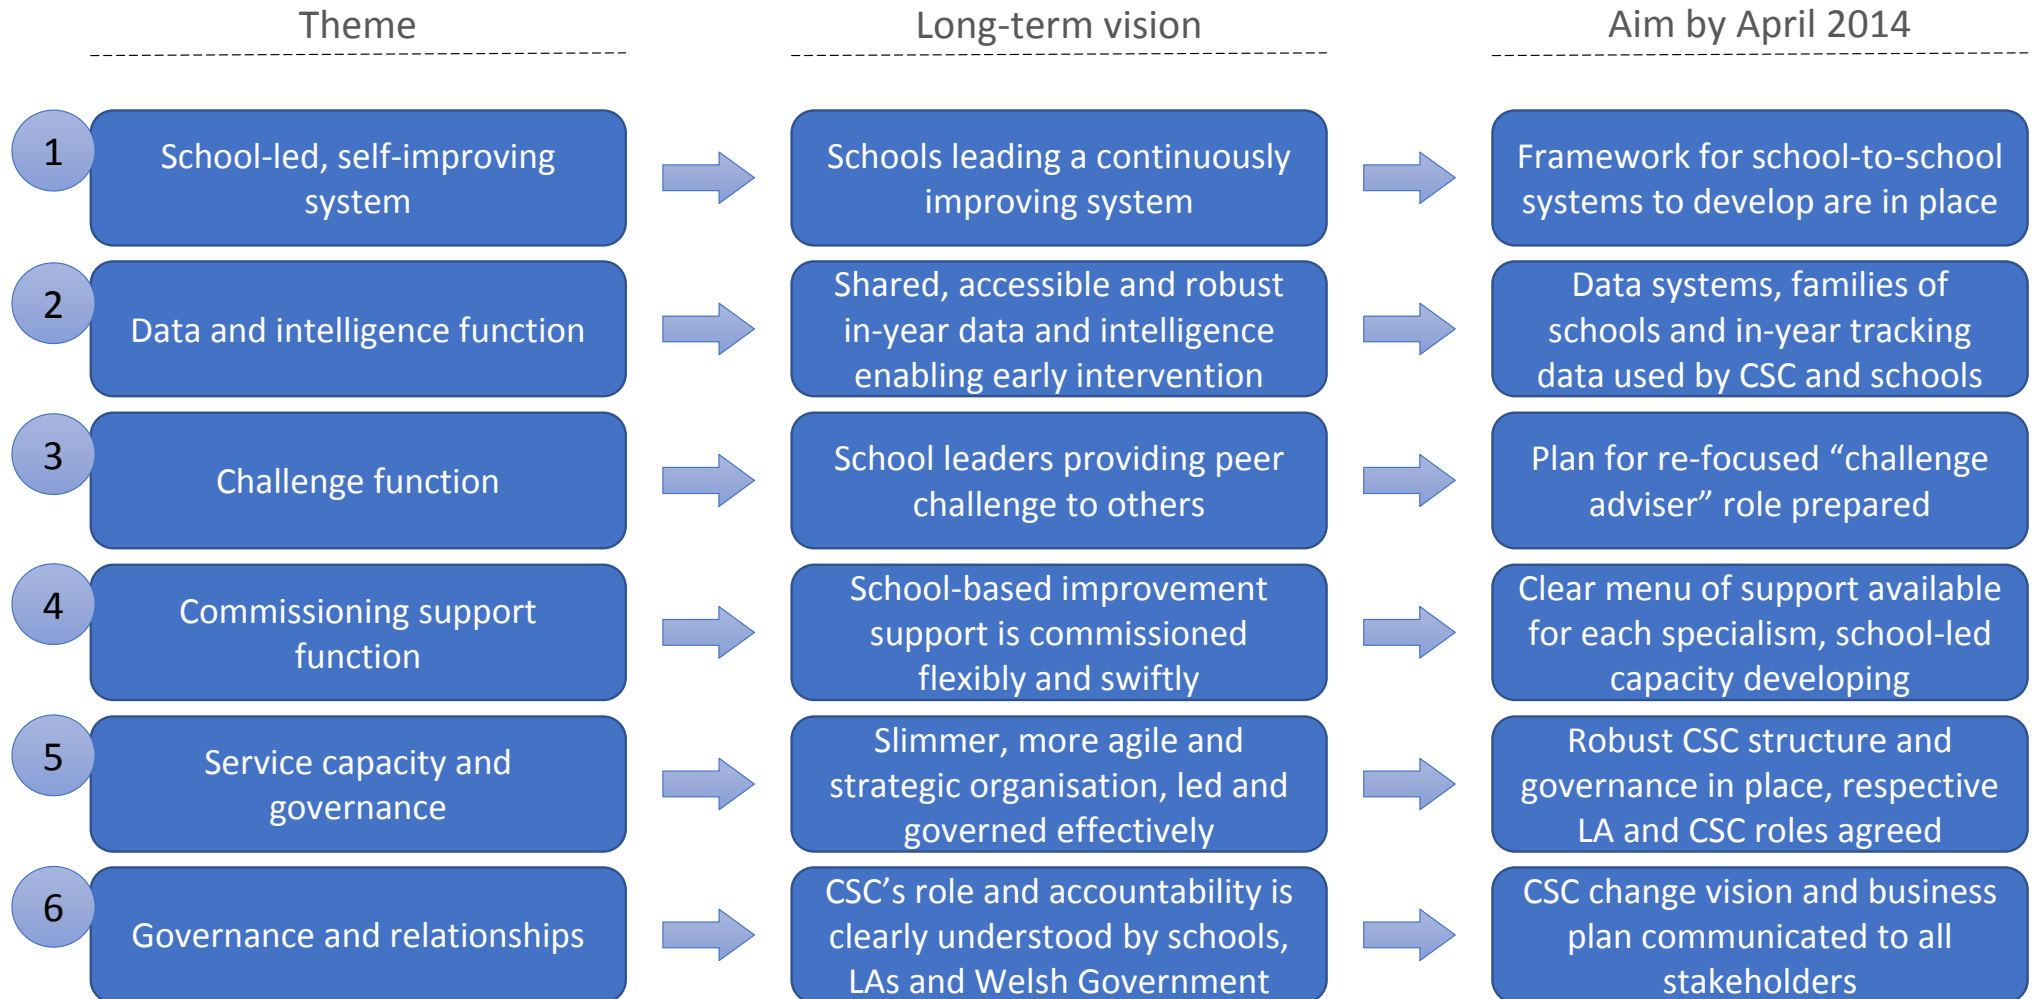 Theme
Long-term vision
Aim by April 2014
1
School-led, self-improving
system
Schools leading a continuously
improving system
Framework for school-to-school
systems to develop are in place
2
Data and intelligence function
Shared, accessible and robust
in-year data and intelligence
enabling early intervention
Data systems, families of
schools and in-year tracking
data used by CSC and schools
3
Challenge function
School leaders providing peer
challenge to others
Plan for re-focused “challenge
adviser” role prepared
4
Commissioning support
function
School-based improvement
support is commissioned
flexibly and swiftly
Clear menu of support available
for each specialism, school-led
capacity developing
5
Service capacity and
governance
Slimmer, more agile and
strategic organisation, led and
governed effectively
Robust CSC structure and
governance in place, respective
LA and CSC roles agreed
6
Governance and relationships
CSC’s role and accountability is
clearly understood by schools,
LAs and Welsh Government
CSC change vision and business
plan communicated to all
stakeholders